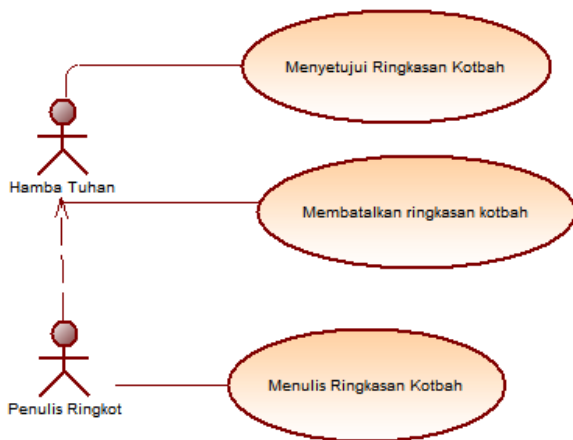 Menyetujui Ringkasan Kotbah
Hamba Tuhan
Membatalkan ringkasan kotbah
Menulis Ringkasan Kotbah
Penulis Ringkot